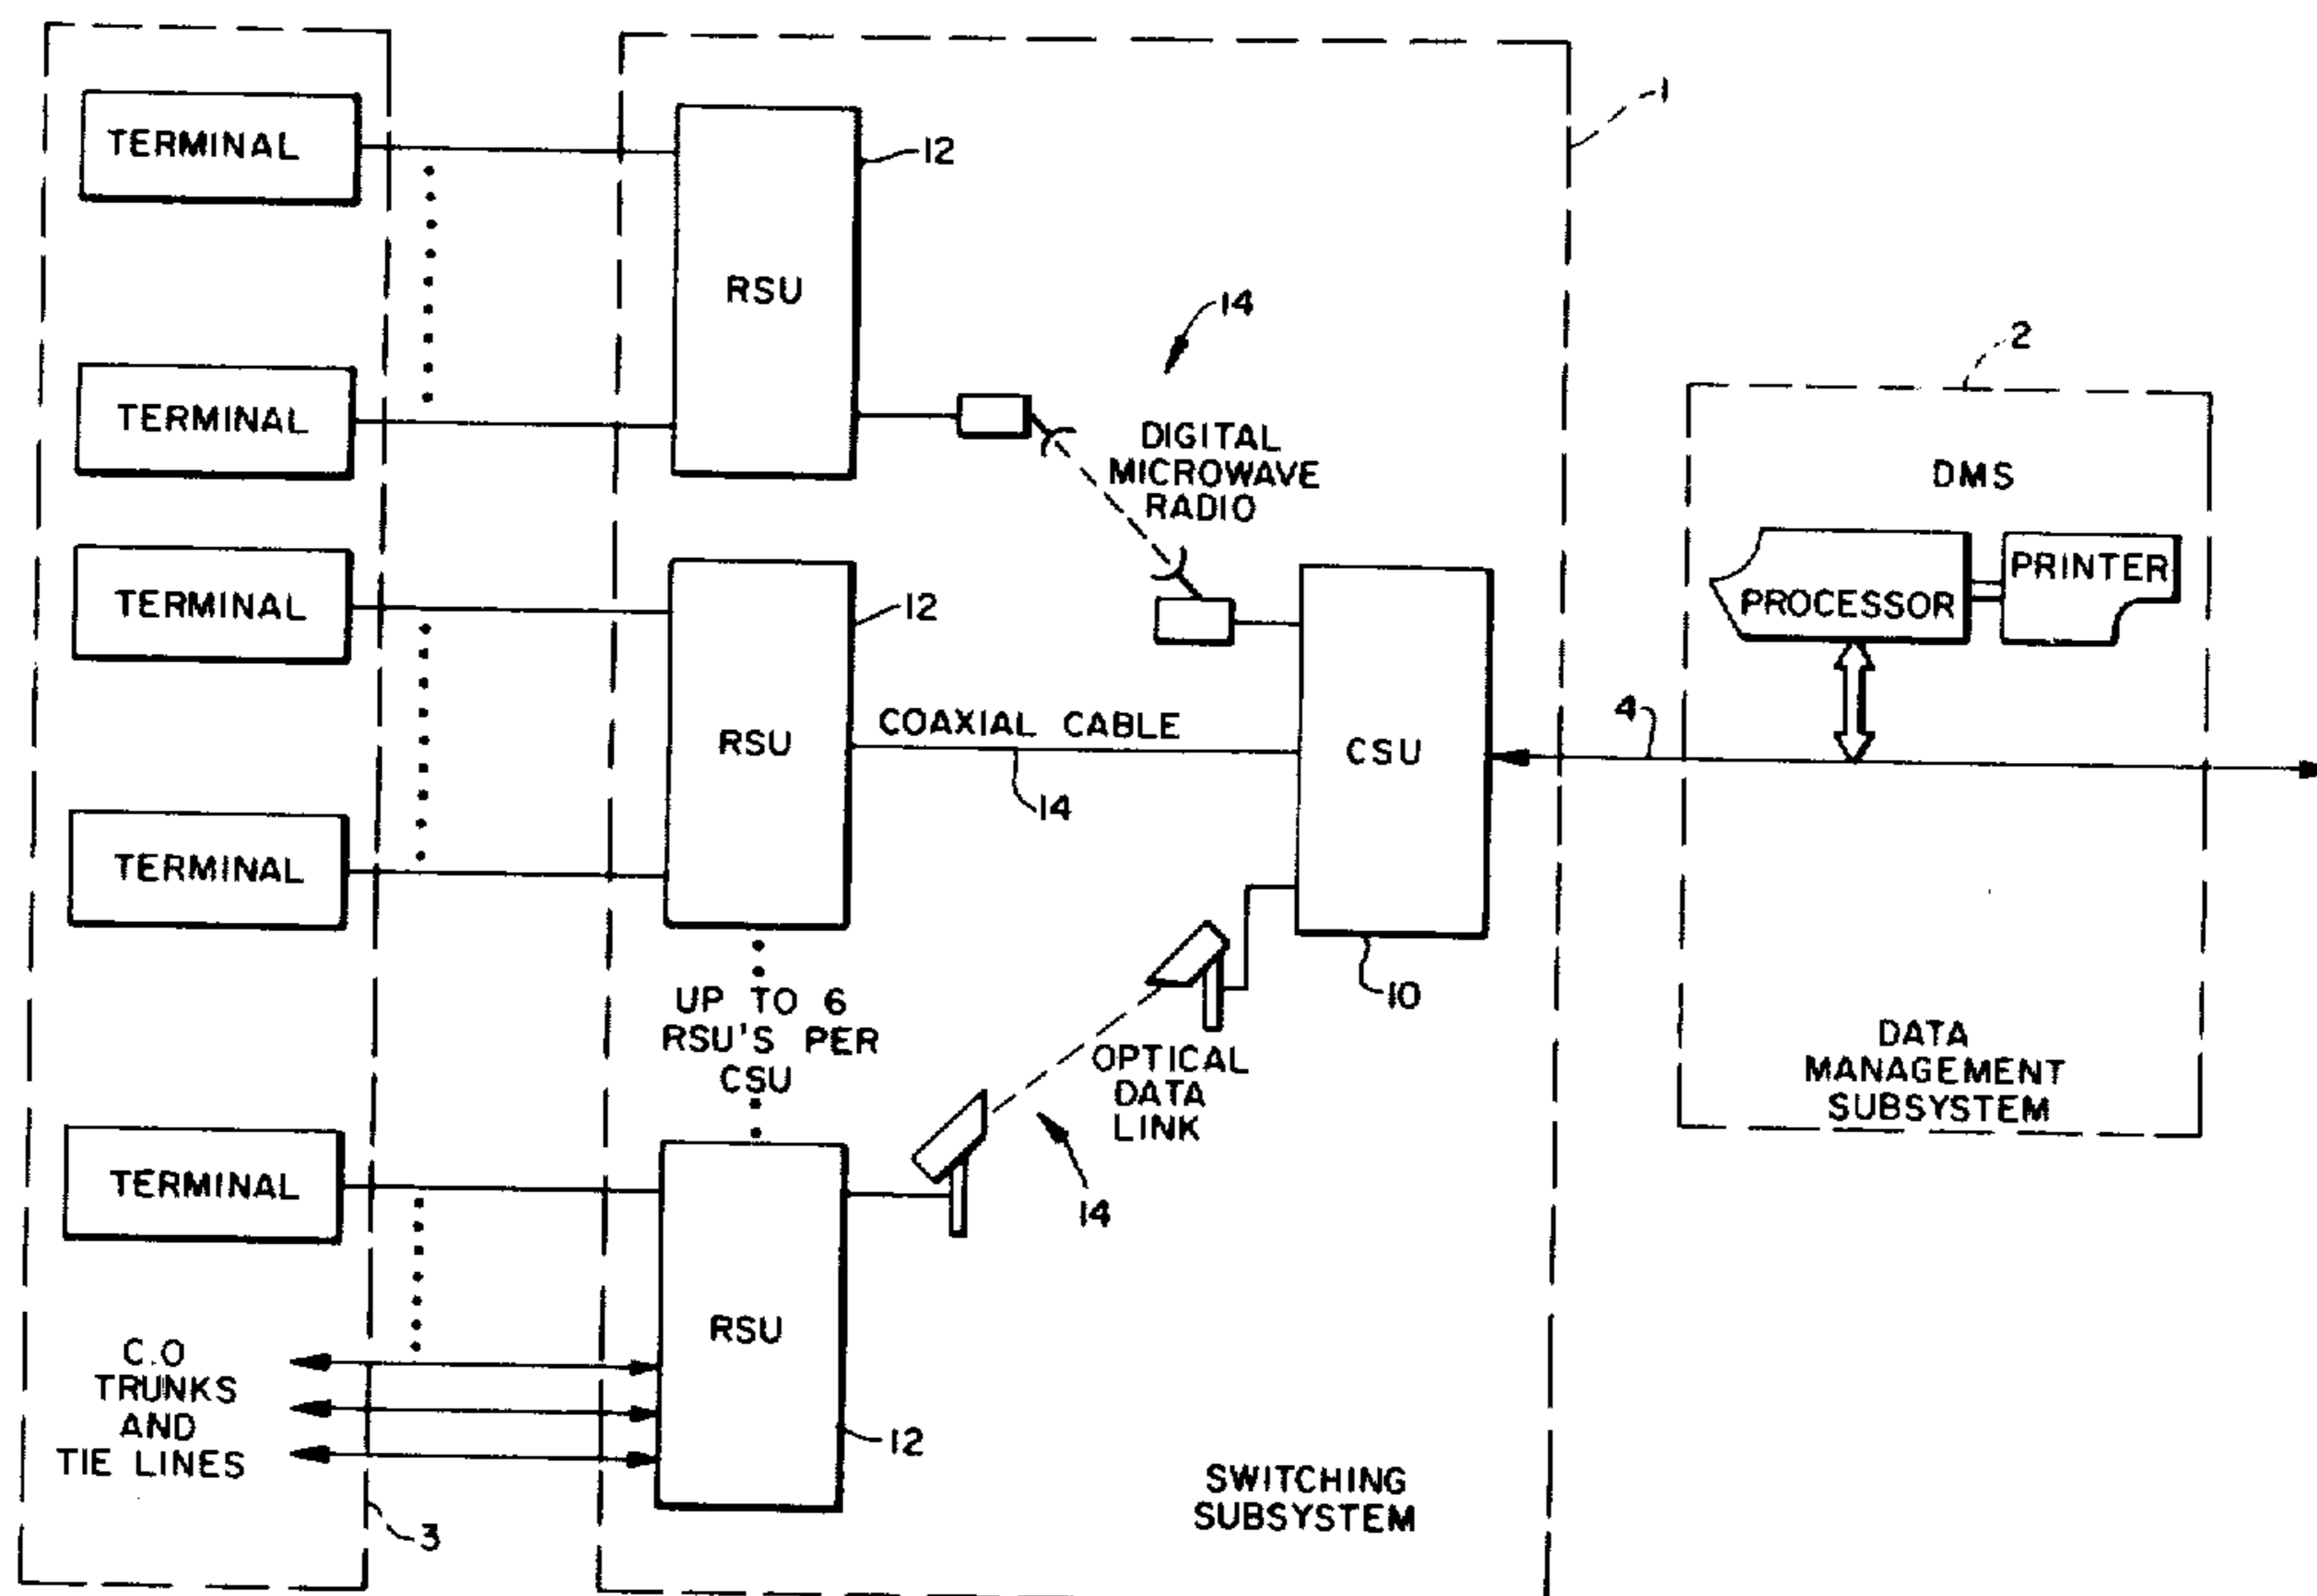 TERMINAL
TERMINAL
TERMINAL
TERMINAL
TERMINAL
C.O
TRUNKS
AND
TIE LINES
3
RSU
12
RSU
12
UP TO 6
RSU'S PER
CSU
RSU
12
14
DIGITAL
MICROWAVE
RADIO
COAXIAL CABLE
14
OPTICAL
DATA
LINK
14
CSU
10
1
SWITCHING
SUBSYSTEM
4
2
DMS
PROCESSOR
PRINTER
DATA
MANAGEMENT
SUBSYSTEM